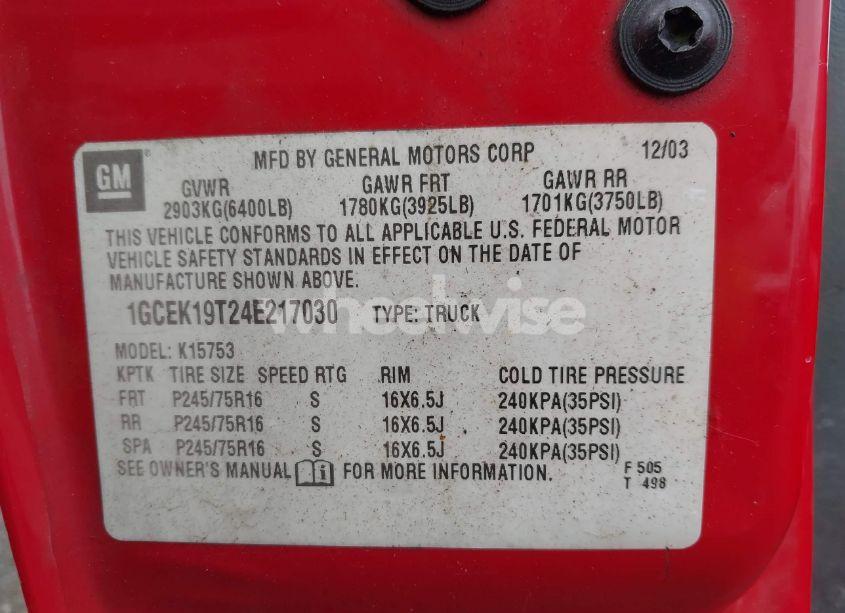 GM
MFD BY GENERAL MOTORS CORP 12/03
GVWR GAWR FRT GAWR RR
2903KG(6400LB) 1780KG(3925LB) 1701KG(3750LB)
THIS VEHICLE CONFORMS TO ALL APPLICABLE U.S. FEDERAL MOTOR
VEHICLE SAFETY STANDARDS IN EFFECT ON THE DATE OF
MANUFACTURE SHOWN ABOVE.
1GCEK19T24E217030 TYPE: TRUCK
wheelwise
MODEL: K15753
KPTK TIRE SIZE SPEED RTG RIM COLD TIRE PRESSURE
FRT P245/75R16 S 16X6.5J 240KPA(35PSI)
RR P245/75R16 S 16X6.5J 240KPA(35PSI)
SPA P245/75R16 S 16X6.5J 240KPA(35PSI)
SEE OWNER'S MANUAL FOR MORE INFORMATION.
F 505
T 498